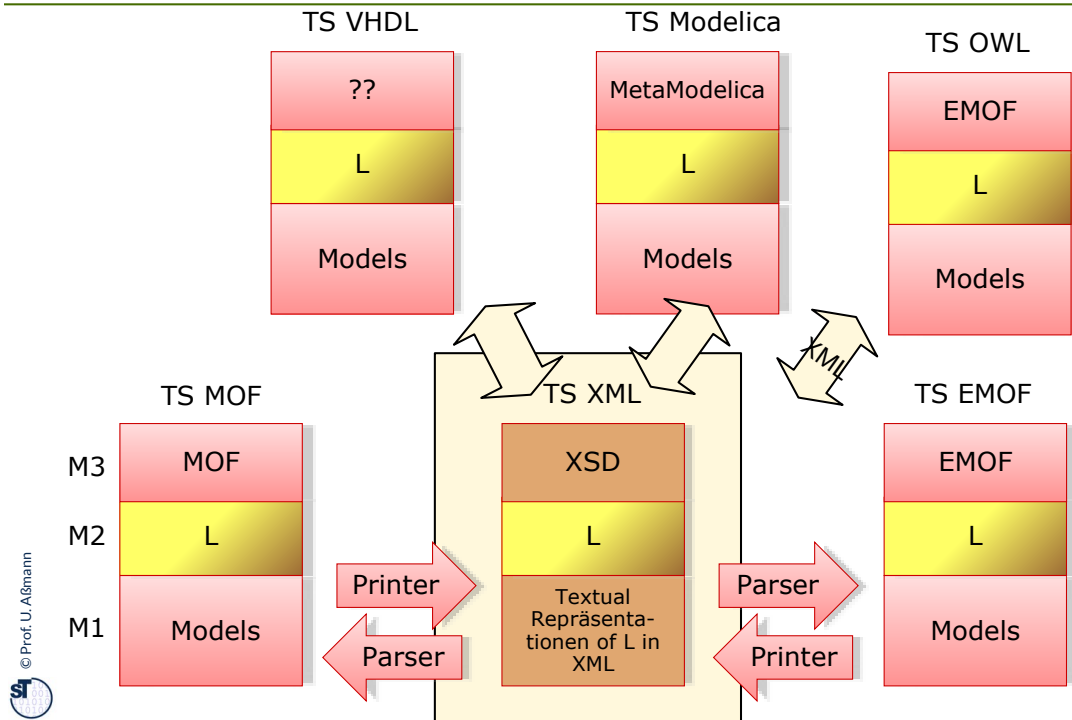 TS VHDL
TS Modelica
TS OWL
??
MetaModelica
EMOF
L
L
L
Models
Models
Models
XML
TS MOF
TS XML
TS EMOF
M3
MOF
XSD
EMOF
M2
L
L
L
M1
Models
Printer
Parser
Textual
Repräsenta-
tionen of L in
XML
Parser
Printer
Models
© Prof. U. Aßmann
ST